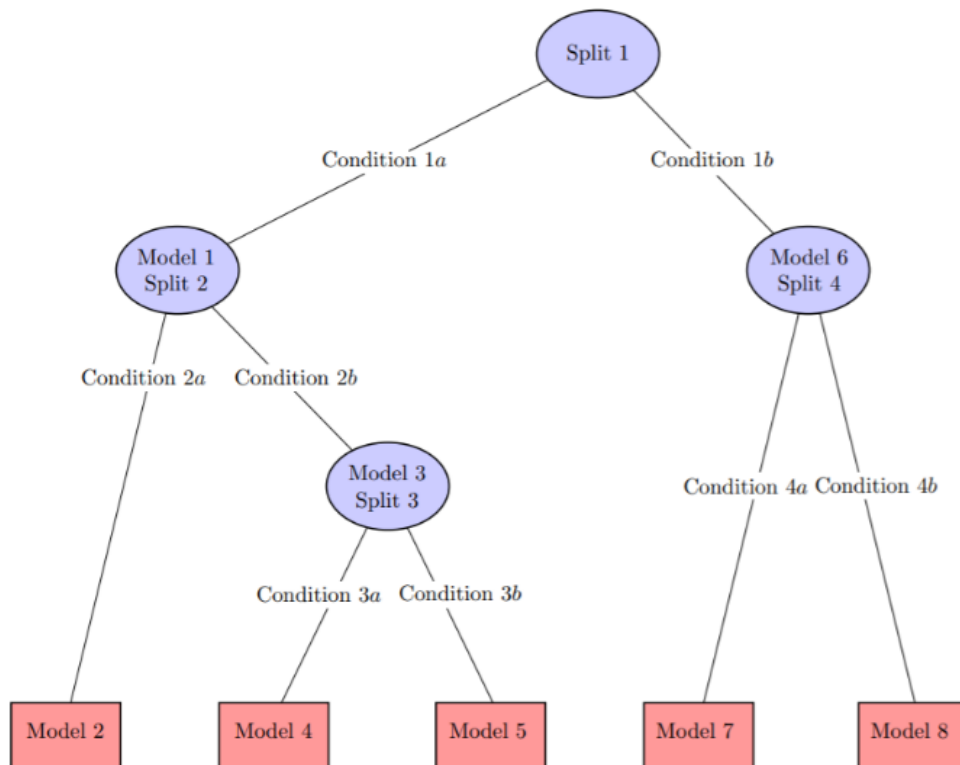 Split 1
Condition 1a
Condition 1b
Model 1
Split 2
Model 6
Split 4
Condition 2a
Condition 2b
Model 3
Split 3
Condition 4a
Condition 4b
Condition 3a
Condition 3b
Model 2
Model 4
Model 5
Model 7
Model 8